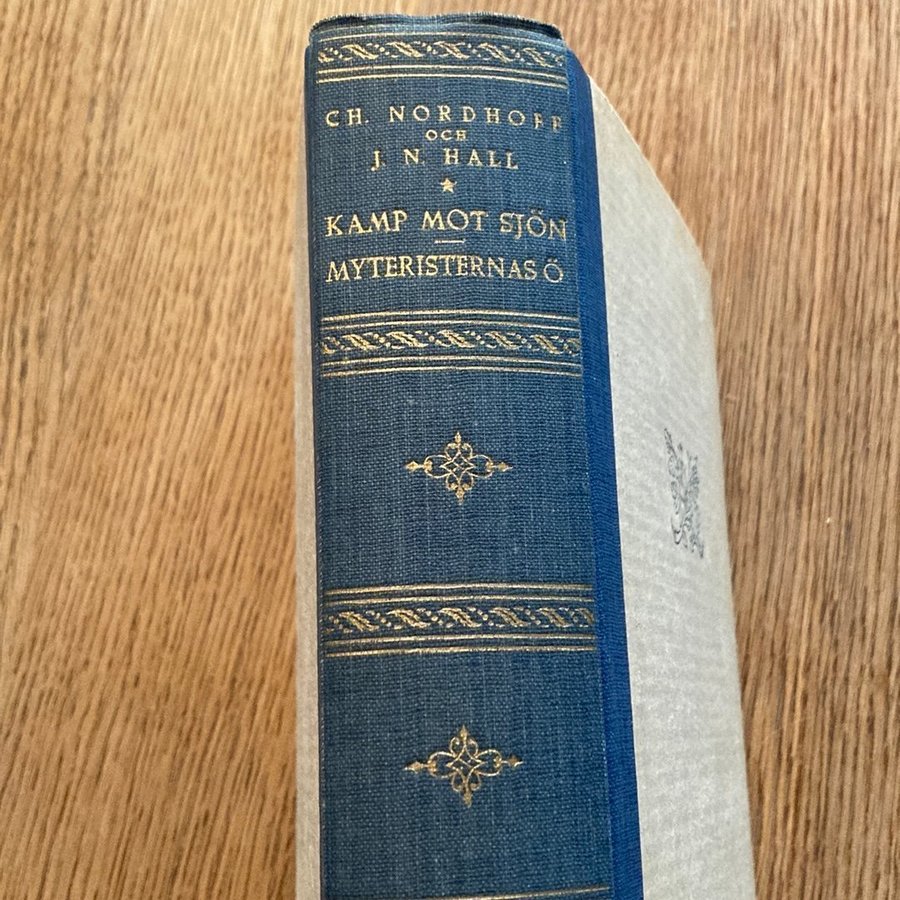 CH. NORDHOFF
OCH
J. N. HALL
KAMP MOT SJÖN
MYTERISTERNAS Ö